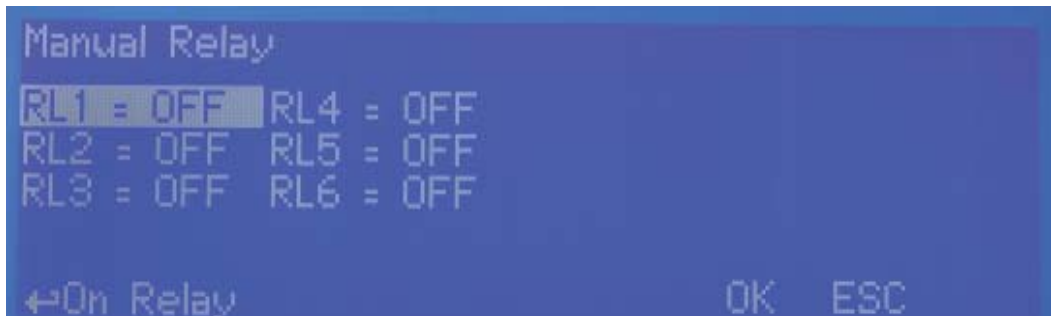 Manual Relay
RL1 = OFF RL4 = OFF
RL2 = OFF RL5 = OFF
RL3 = OFF RL6 = OFF
↵On Relay OK ESC